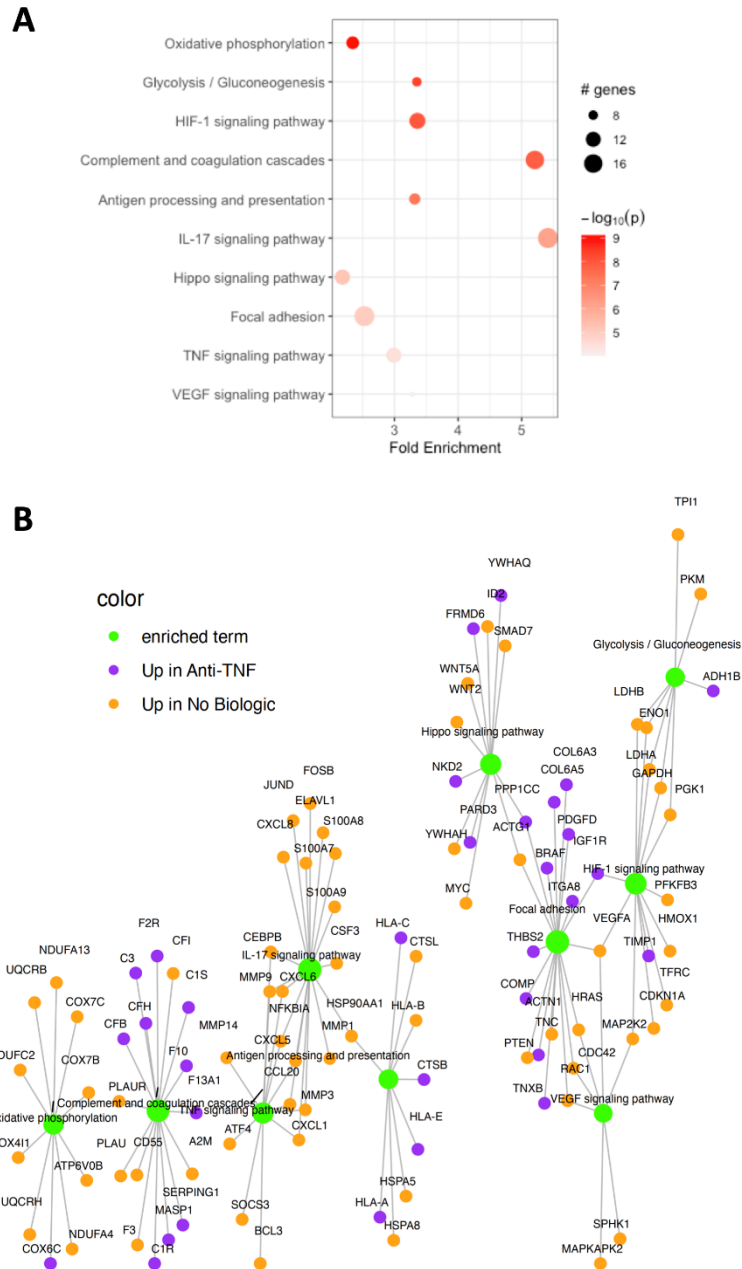 A
Oxidative phosphorylation
Glycolysis / Gluconeogenesis
HIF-1 signaling pathway
Complement and coagulation cascades
Antigen processing and presentation
IL-17 signaling pathway
Hippo signaling pathway
Focal adhesion
TNF signaling pathway
VEGF signaling pathway
3 4 5
Fold Enrichment
# genes
8
12
16
−log10(p)
9
8
7
6
5
B
color
enriched term
Up in Anti-TNF
Up in No Biologic
TPI1
YWHAQ
PKM
ID2
FRMD6
SMAD7
Glycolysis / Gluconeogenesis
WNT5A
ADH1B
WNT2
LDHB
ENO1
Hippo signaling pathway
COL6A3
LDHA
NKD2
COL6A5
GAPDH
FOSB
JUND
PPP1CC
PGK1
ELAVL1
PARD3
PDGFD
CXCL8
S100A8
YWHAH
ACTG1
IGF1R
S100A7
BRAF
HIF-1 signaling pathway
S100A9
MYC
ITGA8
PFKFB3
Focal adhesion
VEGFA
HMOX1
F2R
HLA-C
CSF3
CEBPB
THBS2
TIMP1
CFI
CTSL
IL-17 signaling pathway
NDUFA13
C3
TFRC
UQCRB
C1S
MMP9
CXCL6
COMP
CDKN1A
COX7C
CFH
HSP90AA1
HLA-B
ACTN1
HRAS
NFKBIA
CFB
MMP14
MMP1
TNC
MAP2K2
PTEN
CXCL5
CDC42
DUFC2
COX7B
F10
Antigen processing and presentation
RAC1
F13A1
CCL20
CTSB
PLAUR
TNXB
MMP3
VEGF signaling pathway
Complement and coagulation cascades
TNF signaling pathway
xidative phosphorylation
HLA-E
OX4I1
PLAU
CD55
A2M
ATF4
CXCL1
ATP6V0B
HSPA5
SERPING1
UQCRH
SOCS3
HLA-A
MASP1
SPHK1
NDUFA4
F3
BCL3
HSPA8
COX6C
C1R
MAPKAPK2